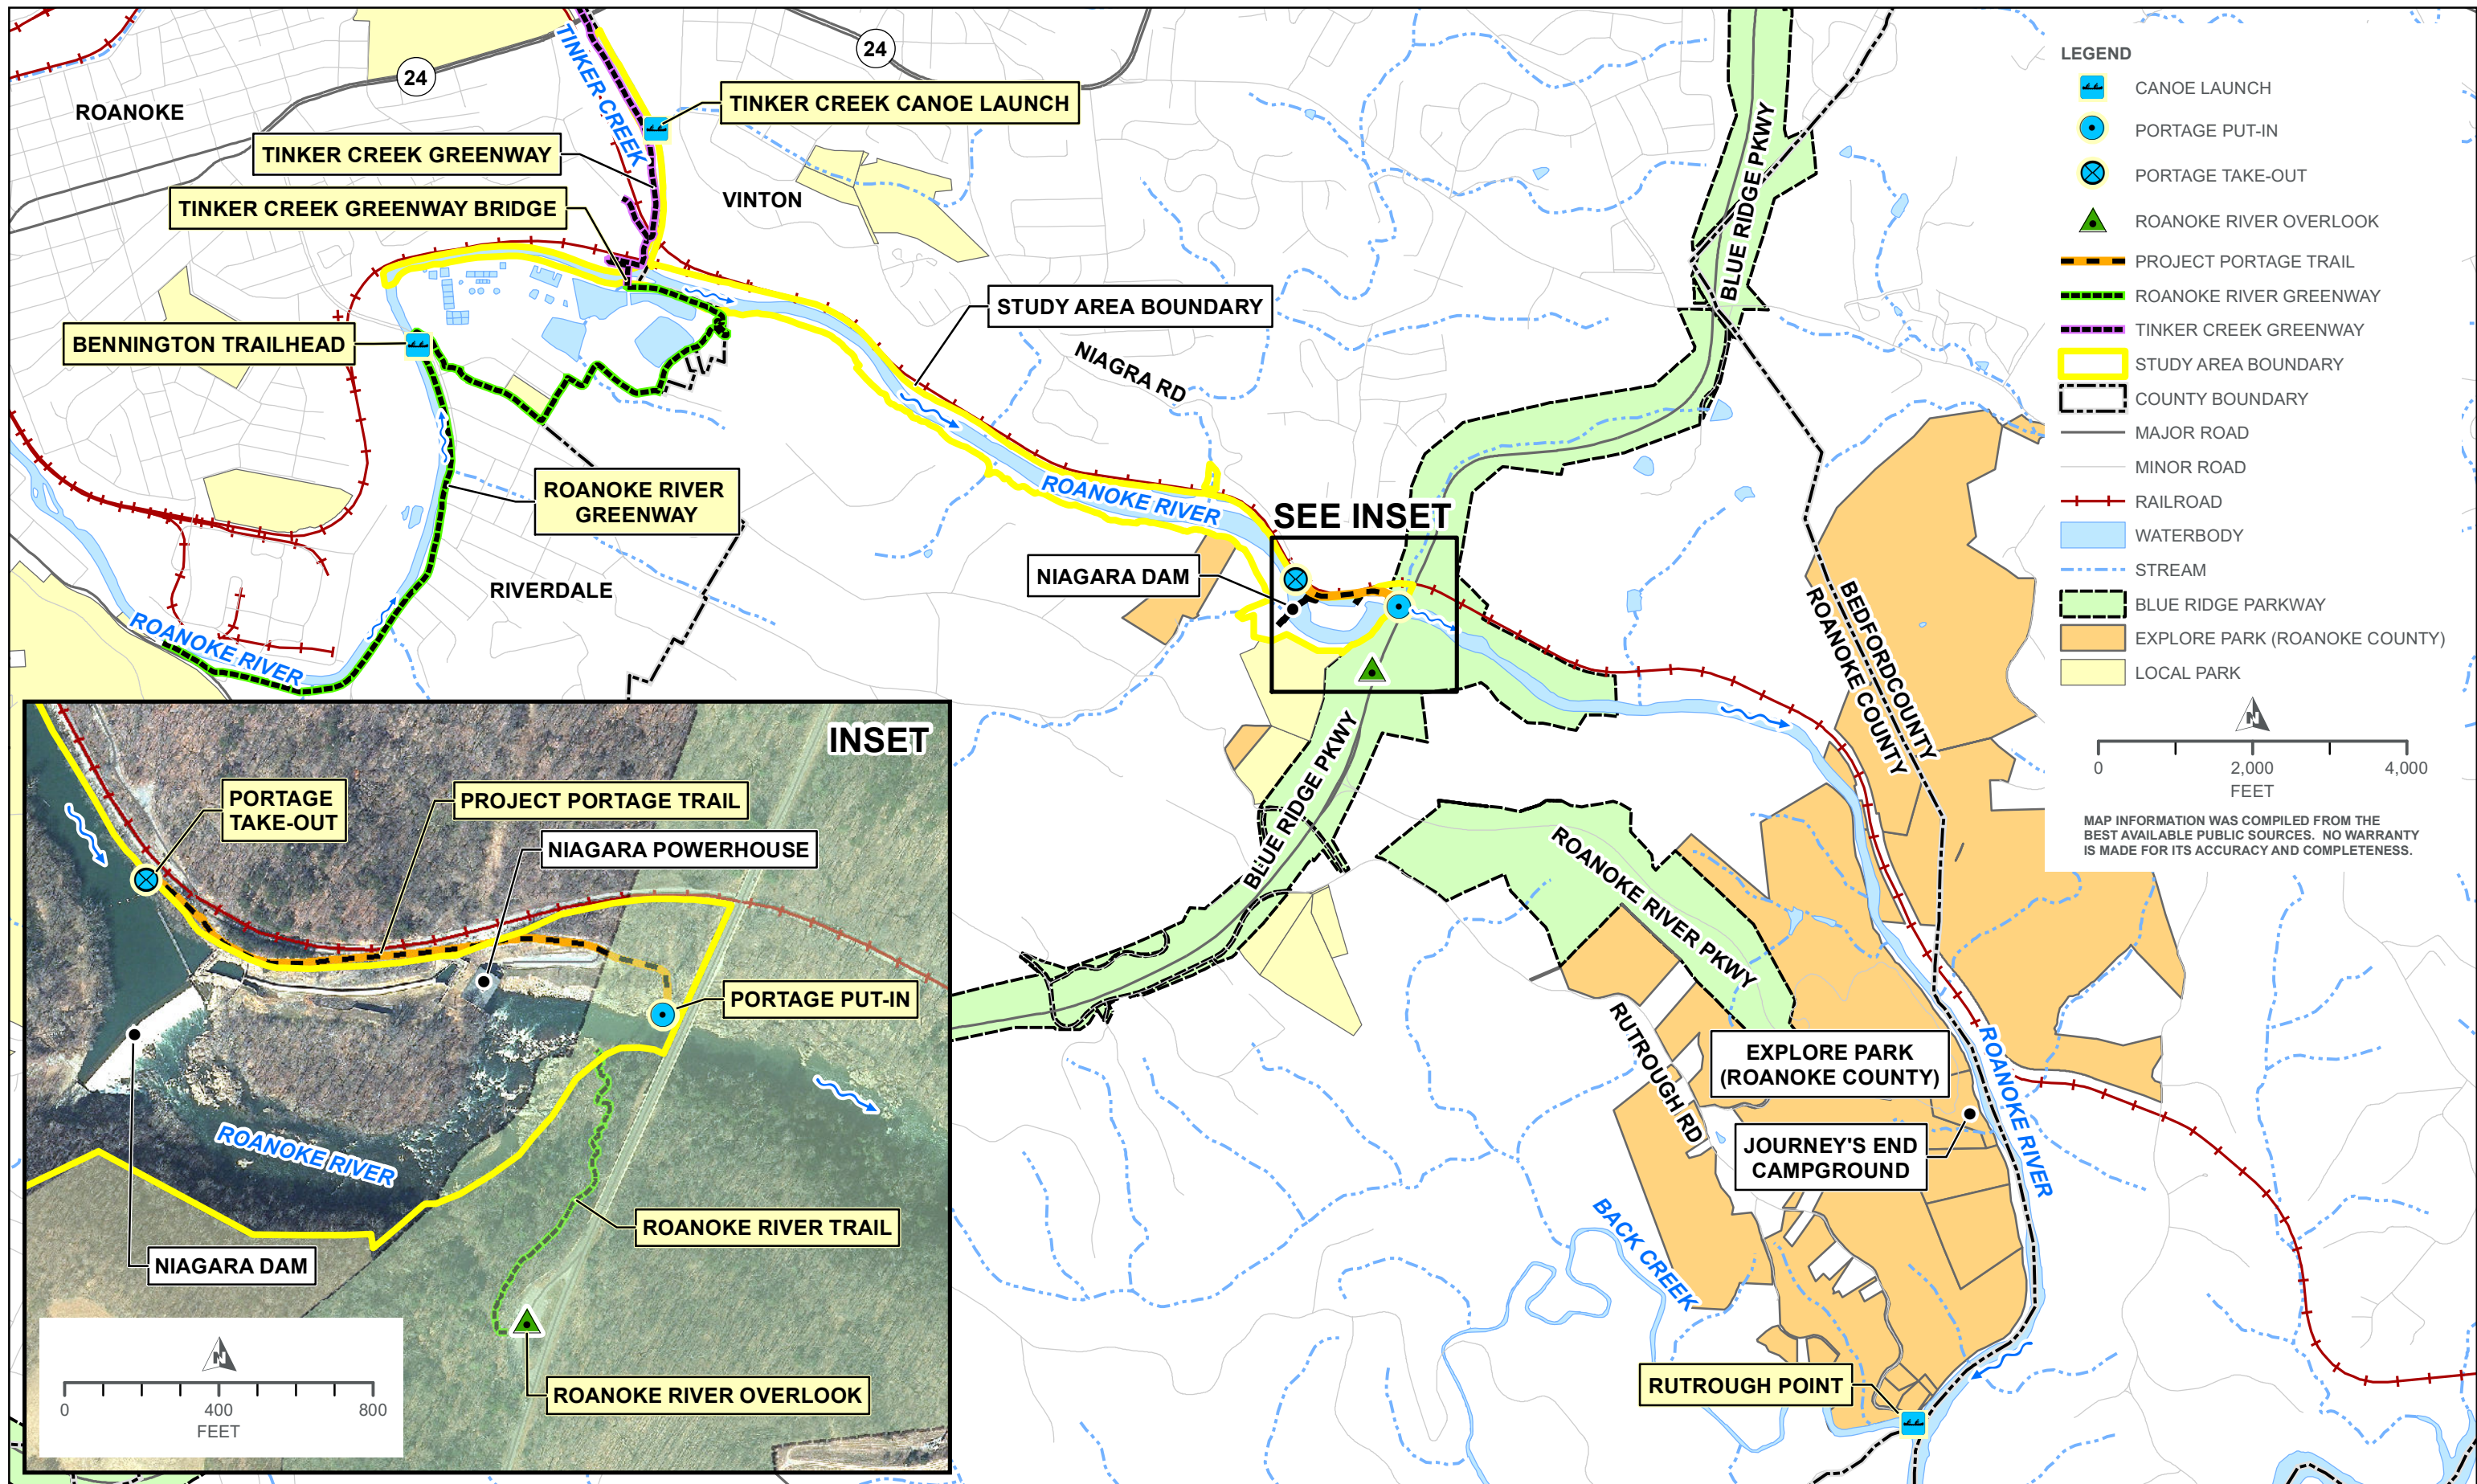 24
24
TINKER CREEK
ROANOKE
TINKER CREEK CANOE LAUNCH
TINKER CREEK GREENWAY
TINKER CREEK GREENWAY BRIDGE
VINTON
BLUE RIDGE PKWY
STUDY AREA BOUNDARY
BENNINGTON TRAILHEAD
NIAGRA RD
ROANOKE RIVER
GREENWAY
ROANOKE RIVER
SEE INSET
NIAGARA DAM
RIVERDALE
ROANOKE RIVER
BEDFORDCOUNTY
ROANOKE COUNTY
BLUE RIDGE PKWY
ROANOKE RIVER PKWY
RUTROUGH RD
EXPLORE PARK
(ROANOKE COUNTY)
ROANOKE RIVER
JOURNEY'S END
CAMPGROUND
BACK CREEK
RUTROUGH POINT
INSET
PORTAGE
TAKE-OUT
PROJECT PORTAGE TRAIL
NIAGARA POWERHOUSE
PORTAGE PUT-IN
ROANOKE RIVER
ROANOKE RIVER TRAIL
NIAGARA DAM
ROANOKE RIVER OVERLOOK
N
0 400 800
FEET
LEGEND
CANOE LAUNCH
PORTAGE PUT-IN
PORTAGE TAKE-OUT
ROANOKE RIVER OVERLOOK
PROJECT PORTAGE TRAIL
ROANOKE RIVER GREENWAY
TINKER CREEK GREENWAY
STUDY AREA BOUNDARY
COUNTY BOUNDARY
MAJOR ROAD
MINOR ROAD
RAILROAD
WATERBODY
STREAM
BLUE RIDGE PARKWAY
EXPLORE PARK (ROANOKE COUNTY)
LOCAL PARK
N
0 2,000 4,000
FEET
MAP INFORMATION WAS COMPILED FROM THE
BEST AVAILABLE PUBLIC SOURCES. NO WARRANTY
IS MADE FOR ITS ACCURACY AND COMPLETENESS.